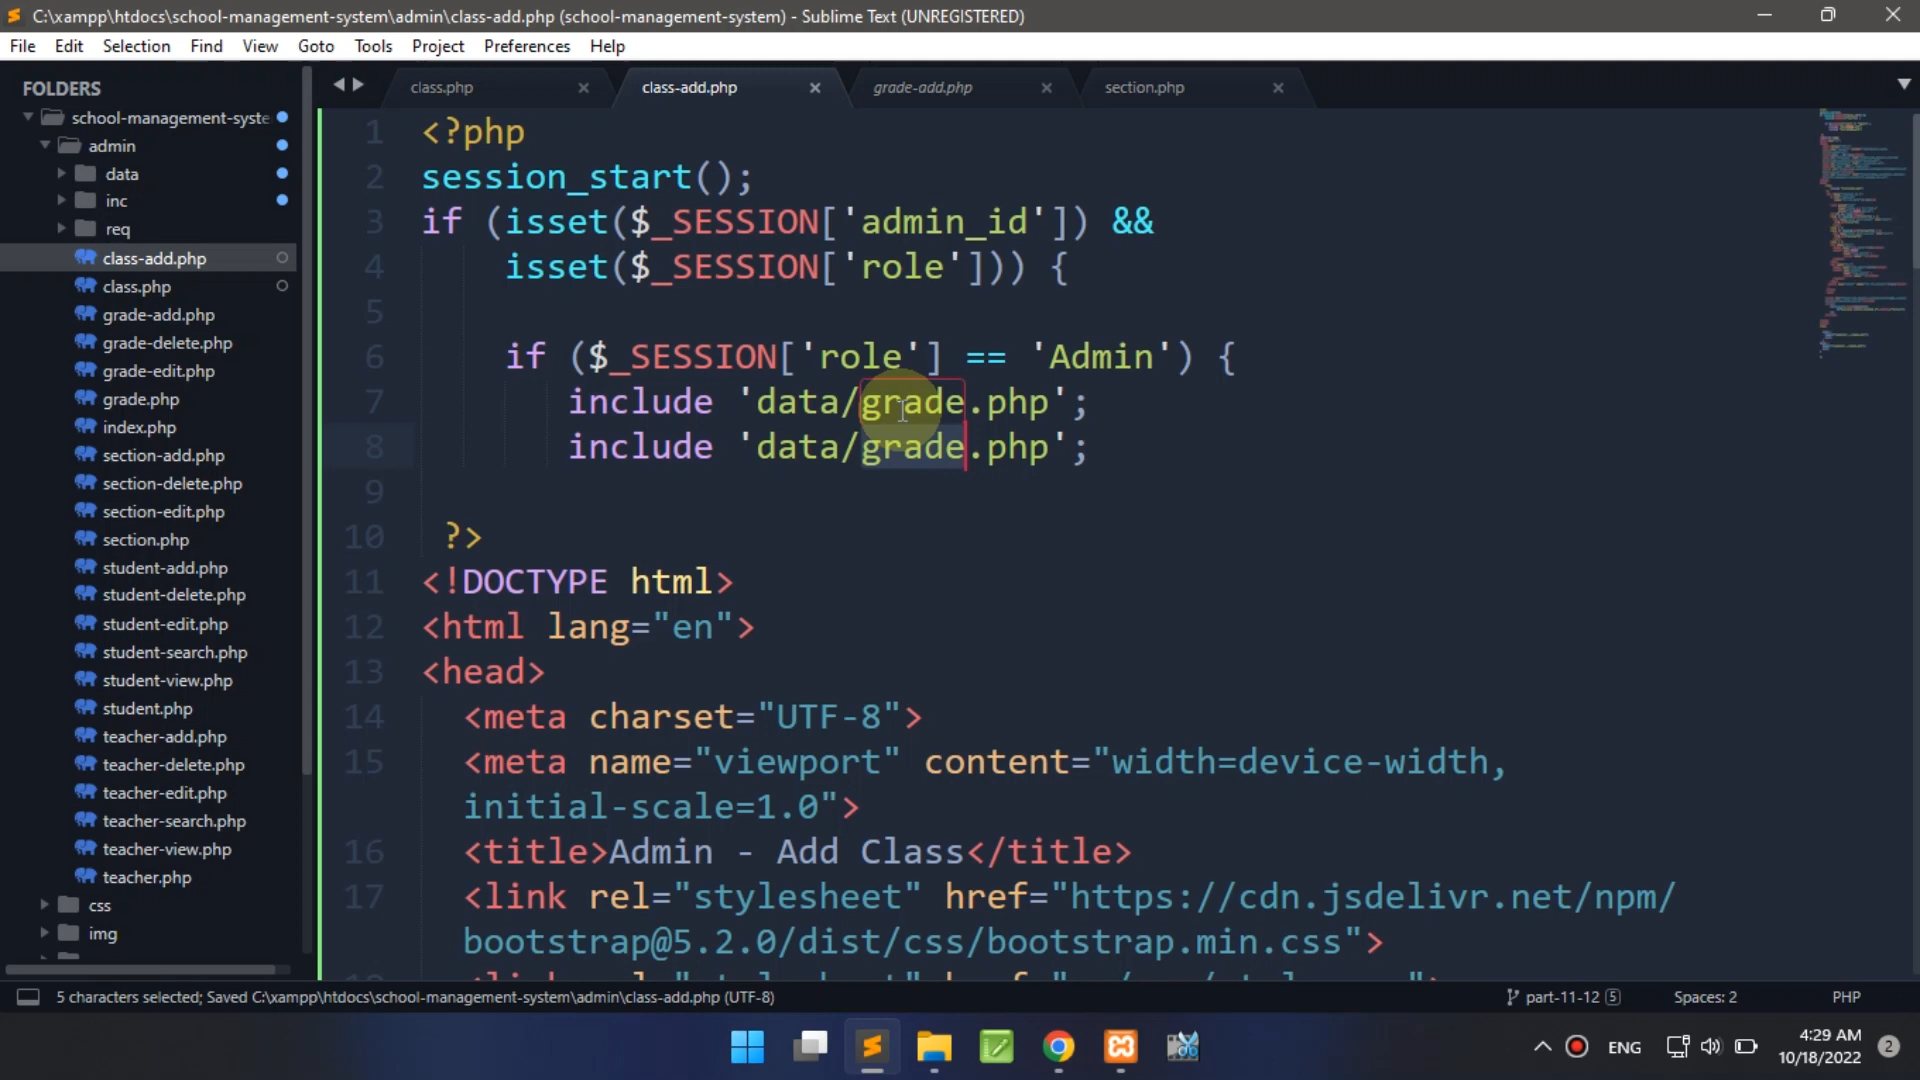 C:\xampp\htdocs\school-management-system\admin\class-add.php (school-management-system) - Sublime Text (UNREGISTERED)
File Edit Selection Find View Goto Tools Project Preferences Help
FOLDERS
school-management-syste
admin
data
inc
req
class-add.php
class.php
grade-add.php
grade-delete.php
grade-edit.php
grade.php
index.php
section-add.php
section-delete.php
section-edit.php
section.php
student-add.php
student-delete.php
student-edit.php
student-search.php
student-view.php
student.php
teacher-add.php
teacher-delete.php
teacher-edit.php
teacher-search.php
teacher-view.php
teacher.php
css
img
class.php class-add.php grade-add.php section.php
1 <?php
2 session_start();
3 if (isset($_SESSION['admin_id']) &&
4 isset($_SESSION['role'])) {
5
6 if ($_SESSION['role'] == 'Admin') {
7 include 'data/grade.php';
8 include 'data/grade.php';
9
10 ?>
11 <!DOCTYPE html>
12 <html lang="en">
13 <head>
14 <meta charset="UTF-8">
15 <meta name="viewport" content="width=device-width,
initial-scale=1.0">
16 <title>Admin - Add Class</title>
17 <link rel="stylesheet" href="https://cdn.jsdelivr.net/npm/
bootstrap@5.2.0/dist/css/bootstrap.min.css">
5 characters selected; Saved C:\xampp\htdocs\school-management-system\admin\class-add.php (UTF-8)
part-11-12 5 Spaces: 2 PHP
ENG
4:29 AM
10/18/2022
2